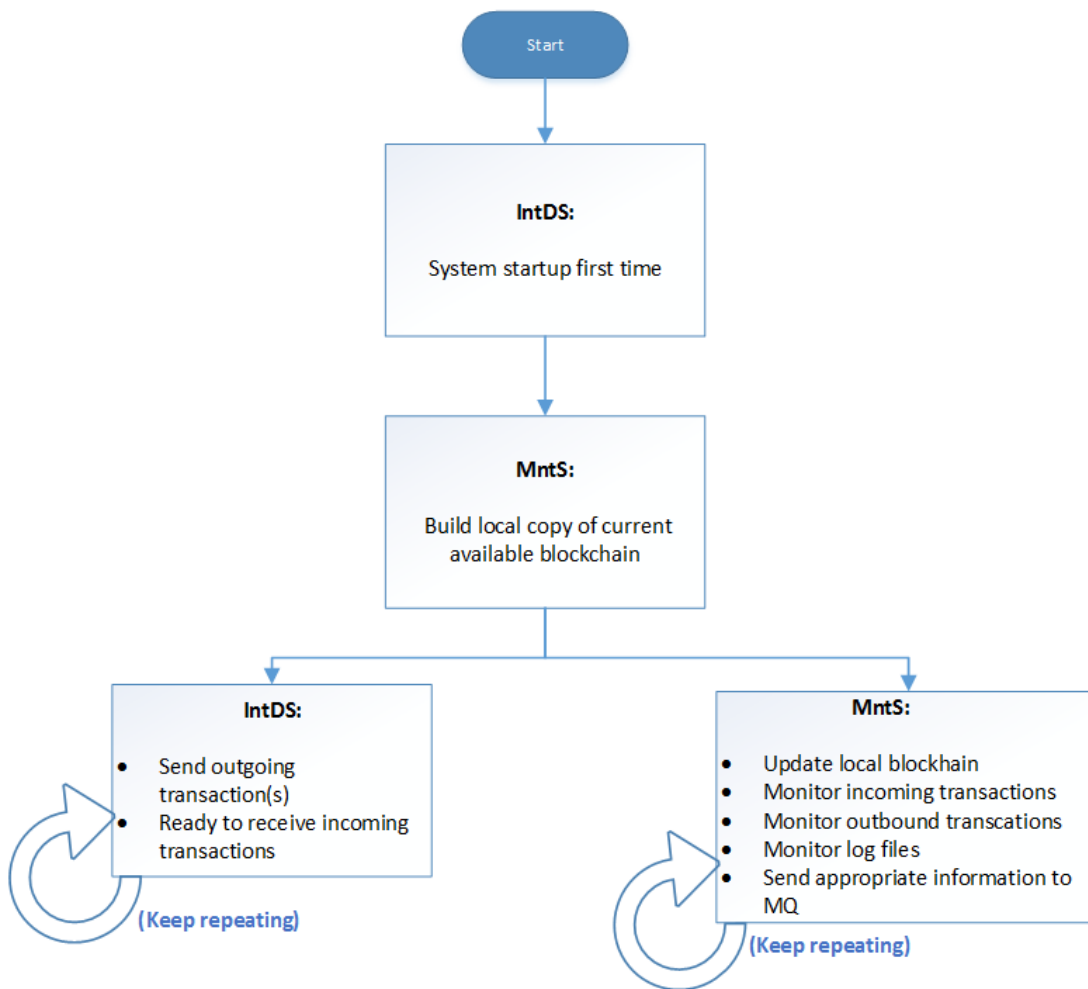 Start
IntDS:
System startup first time
MntS:
Build local copy of current
available blockchain
IntDS:
• Send outgoing
transaction(s)
• Ready to receive incoming
transactions
(Keep repeating)
MntS:
• Update local blockhain
• Monitor incoming transactions
• Monitor outbound transcations
• Monitor log files
• Send appropriate information to
MQ
(Keep repeating)